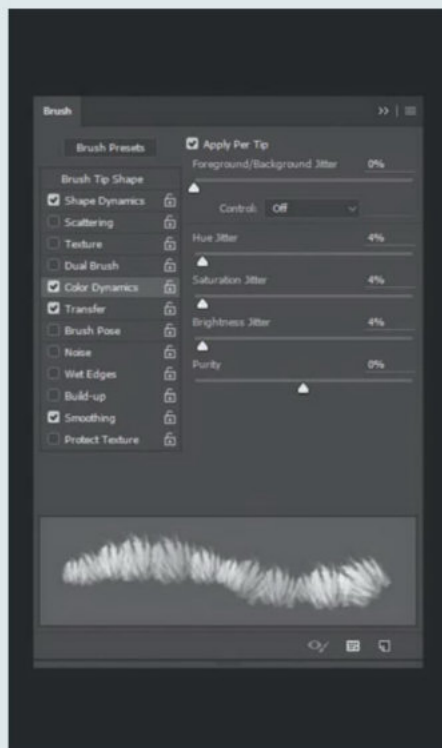 Brush
Brush Presets
Brush Tip Shape
Shape Dynamics
Scattering
Texture
Dual Brush
Color Dynamics
Transfer
Brush Pose
Noise
Wet Edges
Build-up
Smoothing
Protect Texture
Apply Per Tip
Foreground/Background Jitter 0%
Control: Off
Hue Jitter 4%
Saturation Jitter 4%
Brightness Jitter 4%
Purity 0%